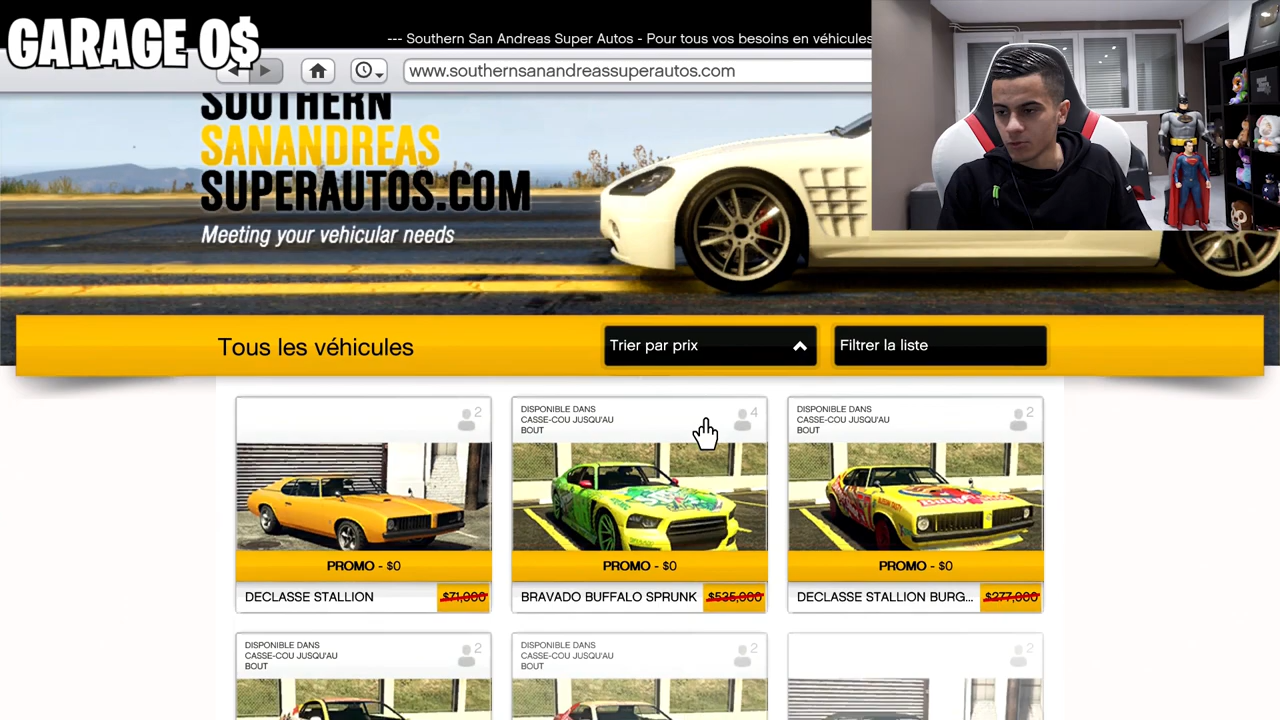 GARAGE 0$
--- Southern San Andreas Super Autos - Pour tous vos besoins en véhicules
www.southernsanandreassuperautos.com
SOUTHERN
SANANDREAS
SUPERAUTOS.COM
Meeting your vehicular needs
Tous les véhicules
Trier par prix
Filtrer la liste
2
DISPONIBLE DANS
CASSE-COU JUSQU'AU
BOUT
4
DISPONIBLE DANS
CASSE-COU JUSQU'AU
BOUT
2
PROMO - $0
PROMO - $0
PROMO - $0
DECLASSE STALLION
$71,000
BRAVADO BUFFALO SPRUNK
$535,000
DECLASSE STALLION BURG...
$277,000
DISPONIBLE DANS
CASSE-COU JUSQU'AU
BOUT
2
DISPONIBLE DANS
CASSE-COU JUSQU'AU
BOUT
2
2